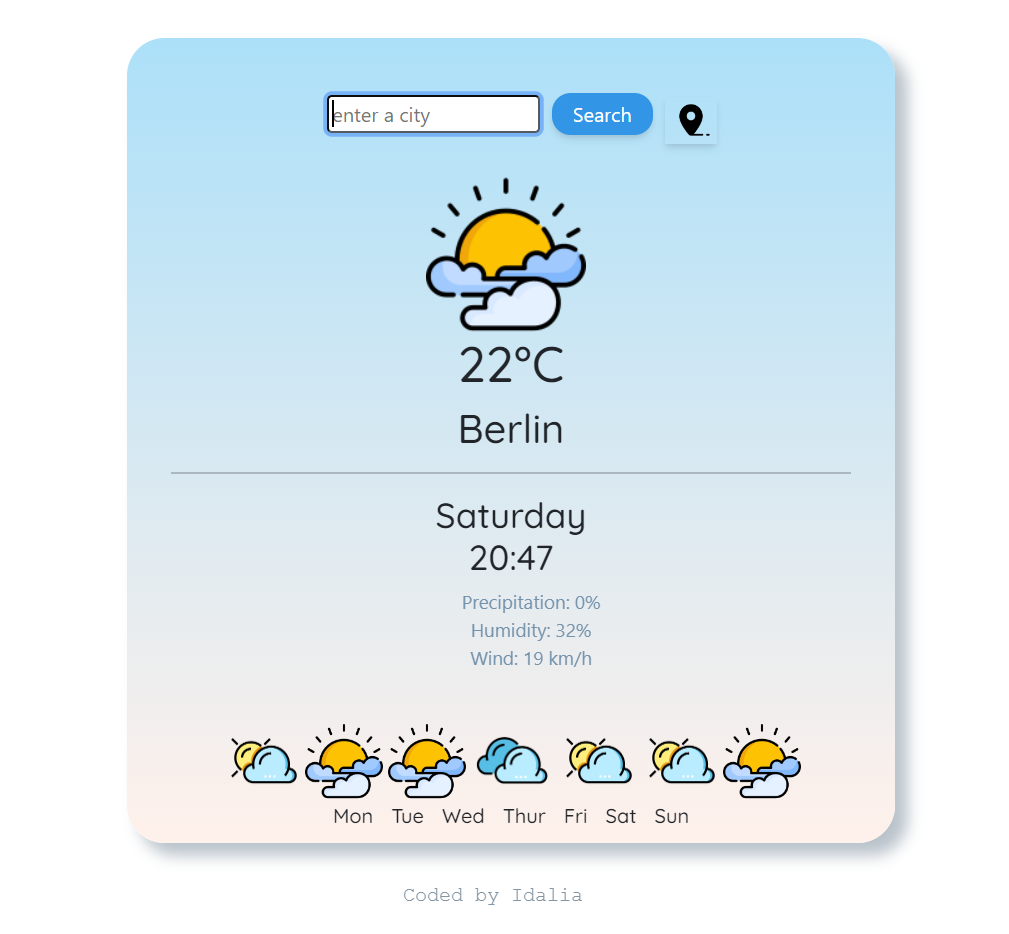 enter a city Search
22°C
Berlin
Saturday
20:47
Precipitation: 0%
Humidity: 32%
Wind: 19 km/h
Mon Tue Wed Thur Fri Sat Sun
Coded by Idalia